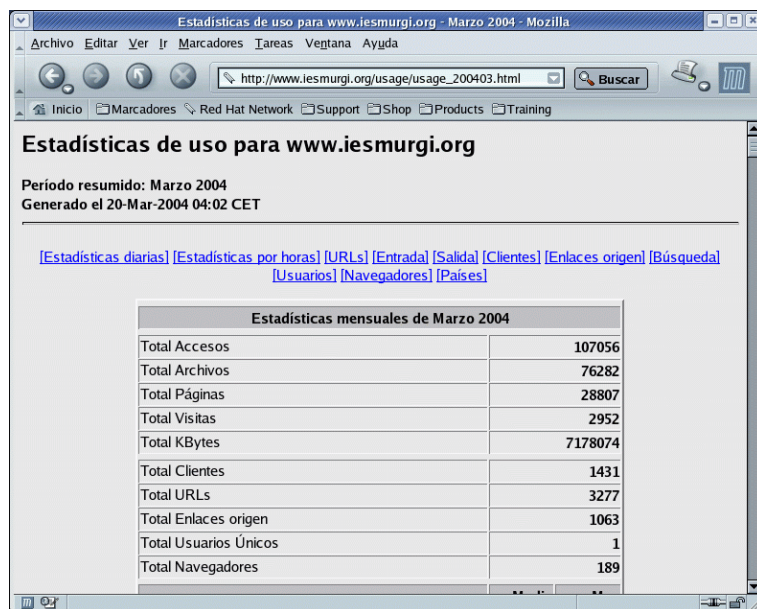 Estadísticas de uso para www.iesmurgi.org - Marzo 2004 - Mozilla
Archivo Editar Ver Ir Marcadores Tareas Ventana Ayuda
http://www.iesmurgi.org/usage/usage_200403.html Buscar
Inicio Marcadores Red Hat Network Support Shop Products Training
Estadísticas de uso para www.iesmurgi.org
Período resumido: Marzo 2004
Generado el 20-Mar-2004 04:02 CET
[Estadísticas diarias] [Estadísticas por horas] [URLs] [Entrada] [Salida] [Clientes] [Enlaces origen] [Búsqueda]
[Usuarios] [Navegadores] [Países]
Estadísticas mensuales de Marzo 2004
Total Accesos 107056
Total Archivos 76282
Total Páginas 28807
Total Visitas 2952
Total KBytes 7178074
Total Clientes 1431
Total URLs 3277
Total Enlaces origen 1063
Total Usuarios Únicos 1
Total Navegadores 189